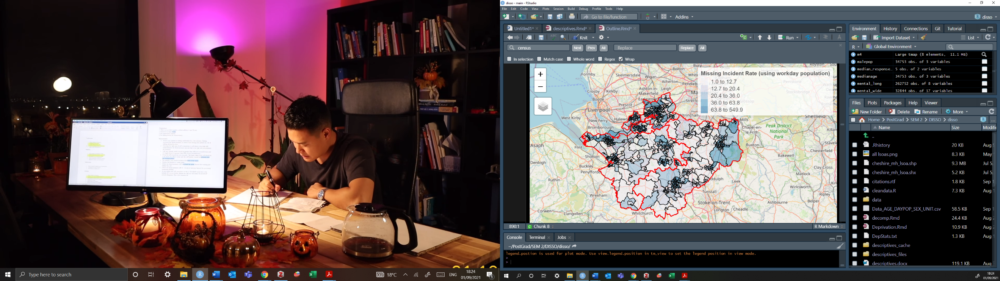 Type here to search
18°C
ENG
18:24
01/09/2021
1
disso - main - RStudio
File Edit Code View Plots Session Build Debug Profile Tools Help
Go to file/function
Addins
disso
Untitled1*
descriptives.Rmd*
Outline.Rmd*
Knit
Run
census
Next
Prev
All
Replace
Replace
All
In selection
Match case
Whole word
Regex
Wrap
+
−
Missing Incident Rate (using workday population)
1.0 to 12.7
12.7 to 20.4
20.4 to 36.0
36.0 to 63.8
63.8 to 549.9
Formby
Skelmersdale
Wigan
Bolton
Bury
Atherton
Royston
Crosby
Kirkby
Ashton-in-Makerfield
Leigh
Bootle
Prescot
Liverpool
West Kirby
New Ferry
Bromborough
Altrincham
Glossop
Penistone
Stocksbridge
Sheffield
Mills
Chapel-en-le-Frith
Peak District National Park
Buxton
Bakewell
Chesterfield
Asaph
Flint
Shotton
Denbigh
Buckley
Penyffordd
Ruthin
Wrexham
Corwen
Llangollen
Whitchurch
Leek
Tunstall
Stoke-on-Trent
Longton
Cheadle
Ashbourne
Matlock
Clay Cross
Wirksworth
Ripley
Belper
890:1
Chunk 8
R Markdown
Console
Terminal
Jobs
~/PostGrad/SEM 2/DISSO/disso/
legend.postion is used for plot mode. Use view.legend.position in tm_view to set the legend position in view mode.
>
>
Environment
History
Connections
Git
Tutorial
Import Dataset
List
R
Global Environment
m4 Large tmap (8 elements, 11.1 MB)
malepop 34753 obs. of 3 variables
median_response… 5 obs. of 2 variables
medianage 34753 obs. of 3 variables
mental_long 262752 obs. of 8 variables
mental_wide 32844 obs. of 17 variables
Files
Plots
Packages
Help
Viewer
New Folder
Delete
Rename
More
Home > PostGrad > SEM 2 > DISSO > disso
...
Name Size Modifie
..
.Rhistory 20 KB Aug
all lsoas.png 8.3 KB May
cheshire_mh_lsoa.shp 9.3 MB Jul 5,
cheshire_mh_lsoa.shx 5.2 KB Jul 5,
citations.rtf 1.8 KB Sep 1
cleandata.R 7.3 KB Aug
data
Data_AGE_DAYPOP_SEX_UNIT.csv 58.5 KB Sep
decomp.Rmd 24.4 KB Aug
Deprivation.Rmd 10.9 KB Aug
DepStats.txt 1.3 KB Aug
descriptives_cache
descriptives_files
descriptives.docx 119.1 KB Aug
18:24
01/09/2021